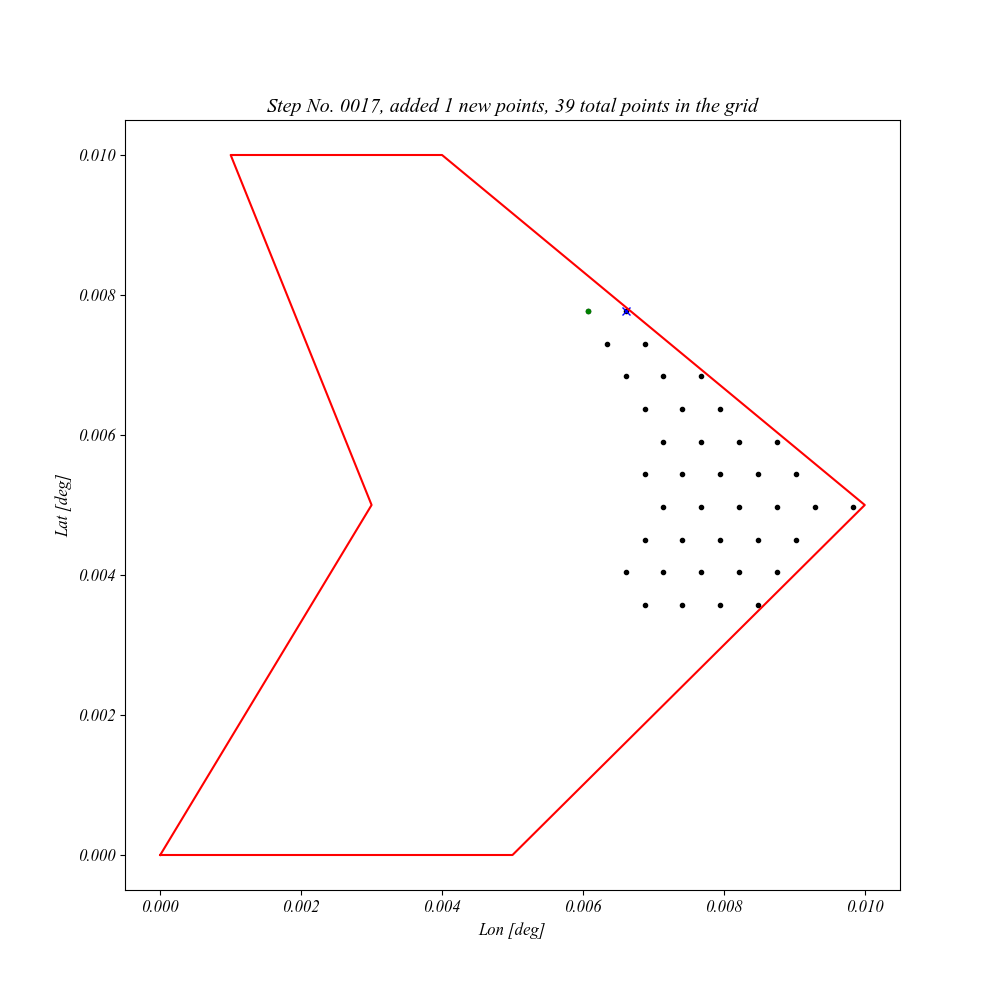 Step No. 0017, added 1 new points, 39 total points in the grid
0.010
0.008
0.006
0.004
0.002
0.000
Lat [deg]
0.000 0.002 0.004 0.006 0.008 0.010
Lon [deg]